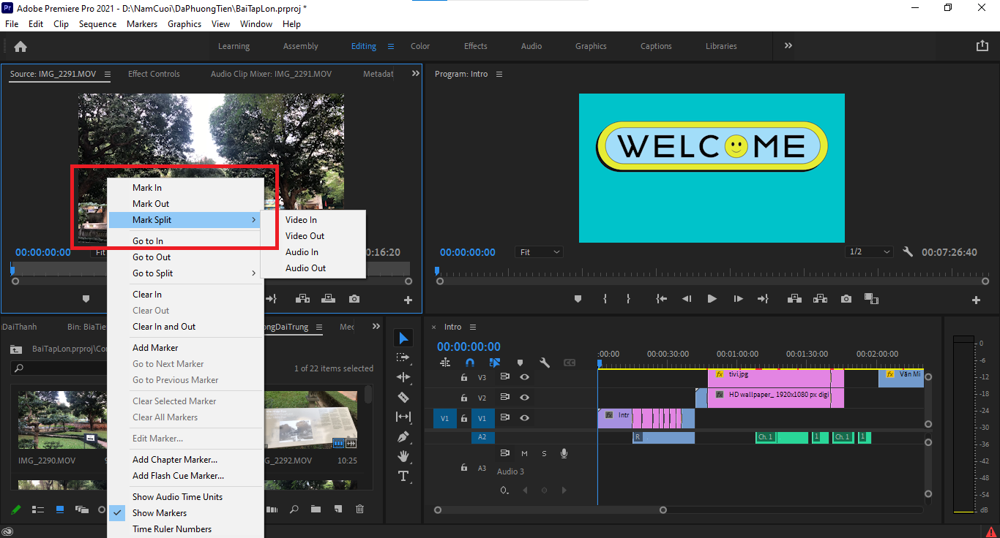 Adobe Premiere Pro 2021 - D:\NamCuoi\DaPhuongTien\BaiTapLon.prproj *
File Edit Clip Sequence Markers Graphics View Window Help
Learning Assembly Editing Color Effects Audio Graphics Captions Libraries
Source: IMG_2291.MOV Effect Controls Audio Clip Mixer: IMG_2291.MOV Metadat
Program: Intro
WELCOME
Mark In
Mark Out
Mark Split
Go to In
Go to Out
Go to Split
Clear In
Clear Out
Clear In and Out
Add Marker
Go to Next Marker
Go to Previous Marker
Clear Selected Marker
Clear All Markers
Edit Marker...
Add Chapter Marker...
Add Flash Cue Marker...
Show Audio Time Units
Show Markers
Time Ruler Numbers
Video In
Video Out
Audio In
Audio Out
00:00:00:00 Fit 0:16:20
00:00:00:00 Fit 1/2 00:07:26:40
DaiThanh Bin: BiaTie ongDaiTrung Mec
BaiTapLon.prproj\Cor
1 of 22 items selected
IMG_2290.MOV 9
G_2292.MOV 10:25
Intro
00:00:00:00
:00:00 00:00:30:00 00:01:00:00 00:01:30:00 00:02:00:00
V3 fx tivi.jpg fx Văn Mi
V2 fx HD wallpaper_ 1920x1080 px digi
V1 V1 fx Intr
A2 R Ch. 1 1 Ch. 1 1
A3 M S
Audio 3
0
-6
-12
-18
-24
-30
-36
-42
-48
-54
dB